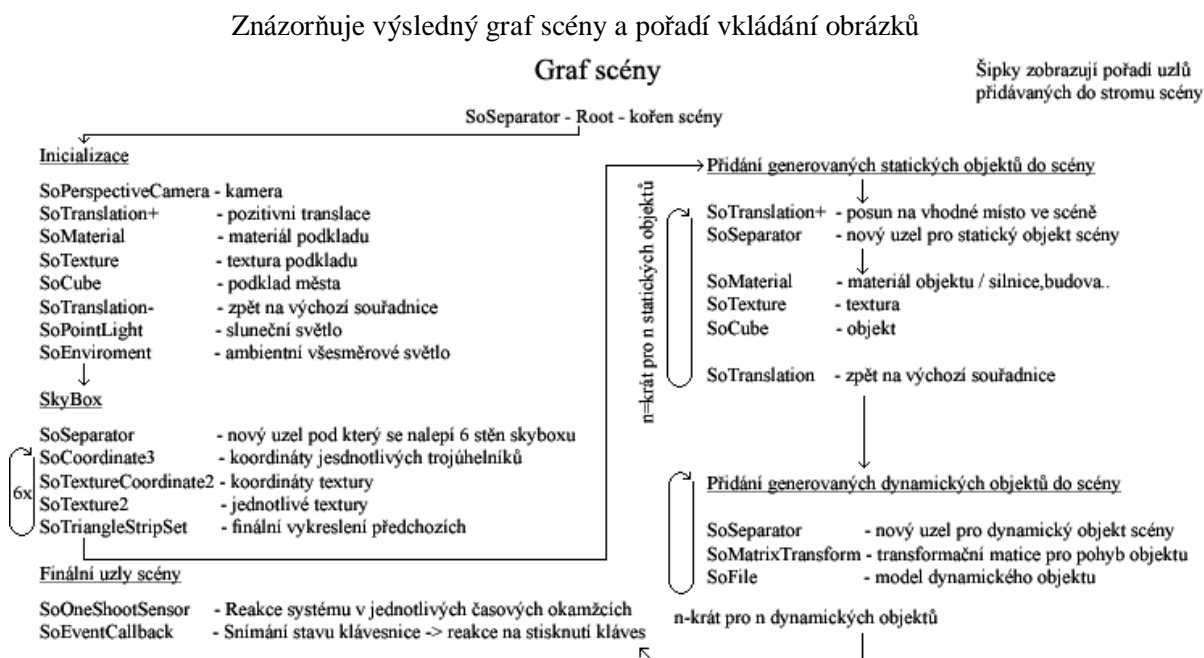 Znázorňuje výsledný graf scény a pořadí vkládání obrázků
Graf scény
Šipky zobrazují pořadí uzlů
přidávaných do stromu scény
SoSeparator - Root - kořen scény
Inicializace
SoPerspectiveCamera - kamera
SoTranslation+ - pozitivni translace
SoMaterial - materiál podkladu
SoTexture - textura podkladu
SoCube - podklad města
SoTranslation- - zpět na výchozí souřadnice
SoPointLight - sluneční světlo
SoEnviroment - ambientní všesměrové světlo
SkyBox
SoSeparator - nový uzel pod který se nalepí 6 stěn skyboxu
SoCoordinate3 - koordináty jesdnotlivých trojúhelníků
SoTextureCoordinate2 - koordináty textury
SoTexture2 - jednotlivé textury
SoTriangleStripSet - finální vykreslení předchozích
6x
Přidání generovaných statických objektů do scény
SoTranslation+ - posun na vhodné místo ve scéně
SoSeparator - nový uzel pro statický objekt scény
SoMaterial - materiál objektu / silnice,budova..
SoTexture - textura
SoCube - objekt
SoTranslation - zpět na výchozí souřadnice
n=krát pro n statických objektů
Přidání generovaných dynamických objektů do scény
SoSeparator - nový uzel pro dynamický objekt scény
SoMatrixTransform - transformační matice pro pohyb objektu
SoFile - model dynamického objektu
n-krát pro n dynamických objektů
Finální uzly scény
SoOneShootSensor - Reakce systému v jednotlivých časových okamžcích
SoEventCallback - Snímání stavu klávesnice -> reakce na stisknutí kláves